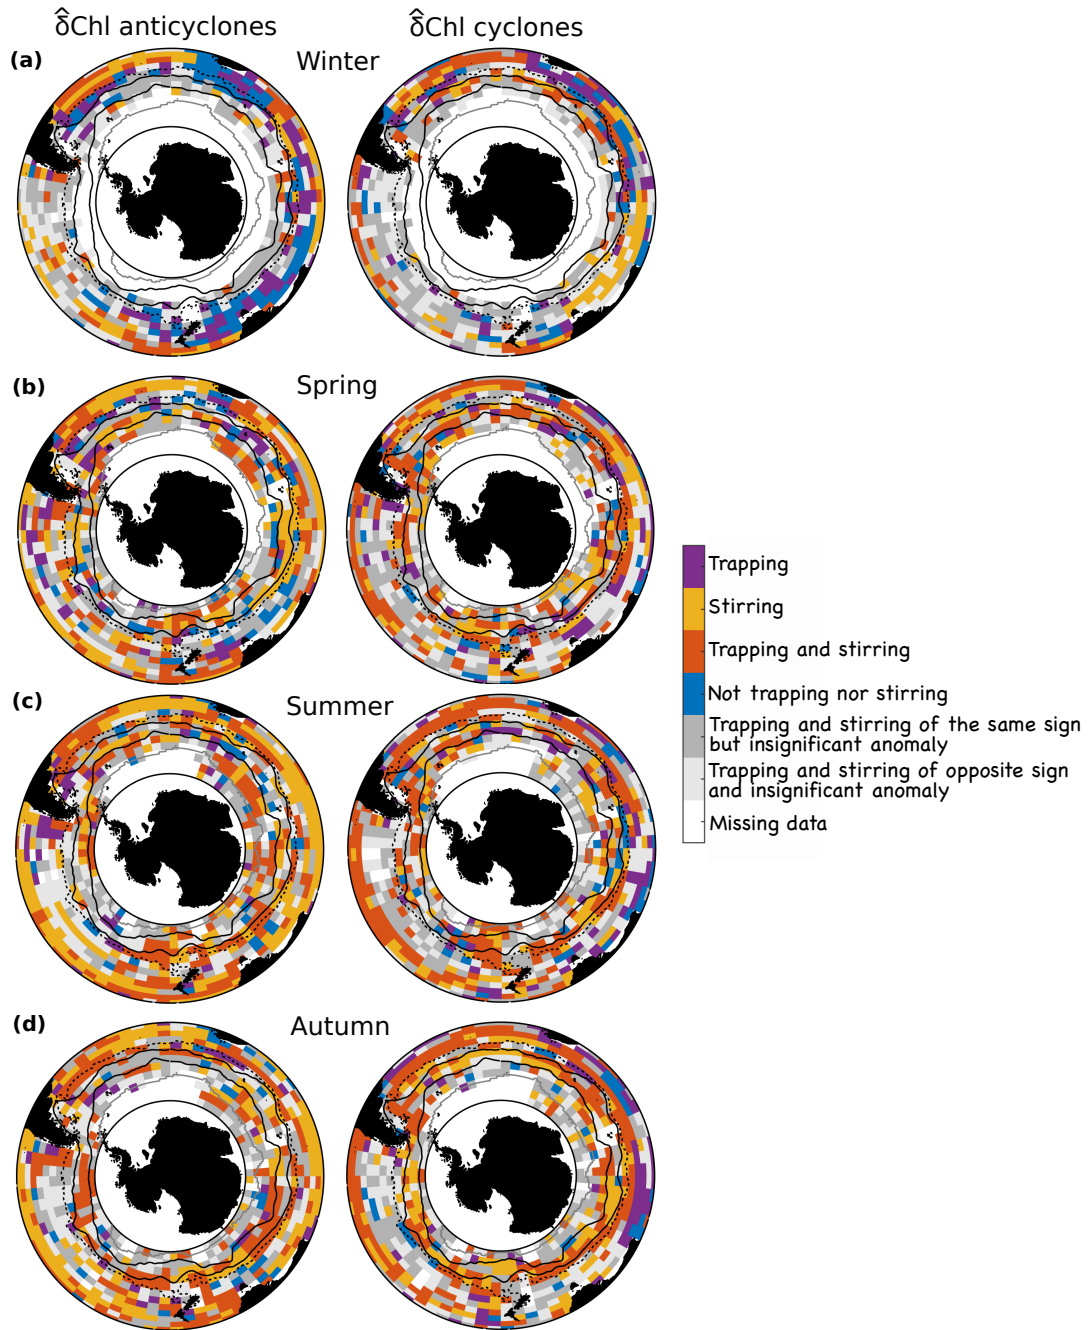 δ̂Chl anticyclones
δ̂Chl cyclones
(a)
Winter
(b)
Spring
(c)
Summer
(d)
Autumn
Trapping
Stirring
Trapping and stirring
Not trapping nor stirring
Trapping and stirring of the same sign
but insignificant anomaly
Trapping and stirring of opposite sign
and insignificant anomaly
Missing data